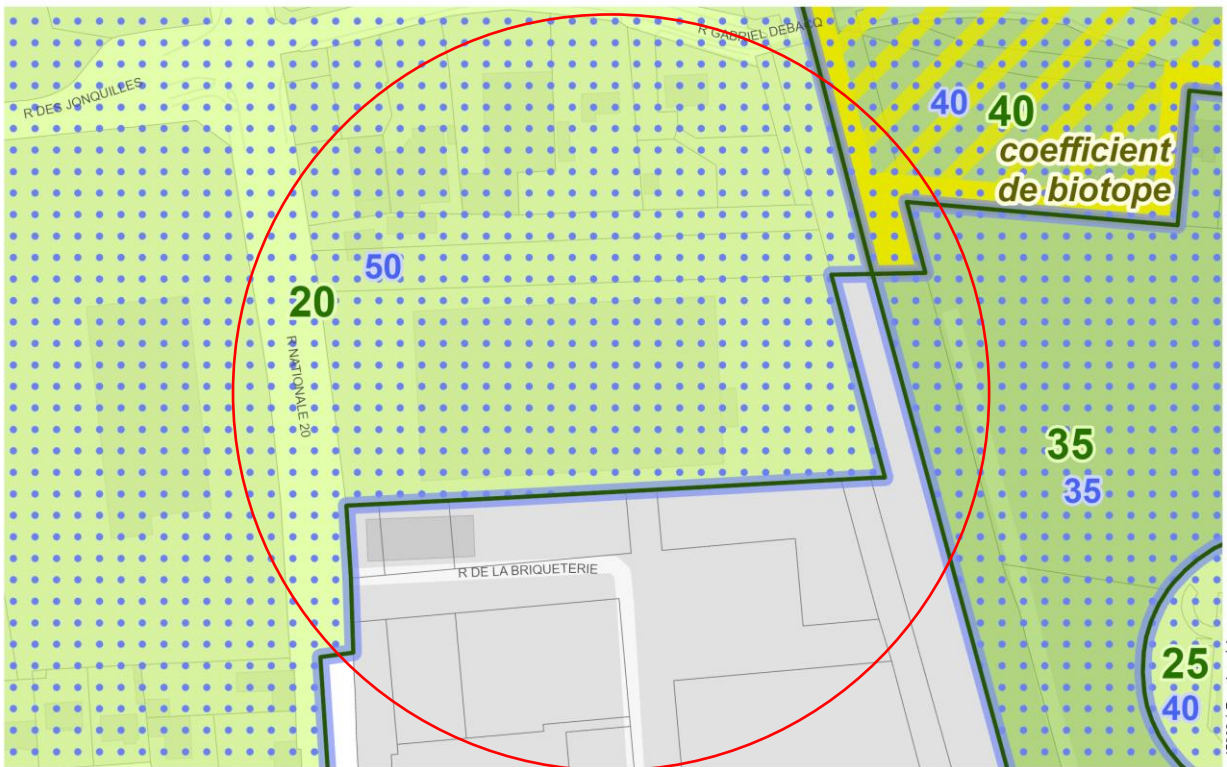 R GABRIEL DEBACQ
R DES JONQUILLES
40
40
coefficient
de biotope
50
20
R NATIONALE 20
35
35
R DE LA BRIQUETERIE
25
40